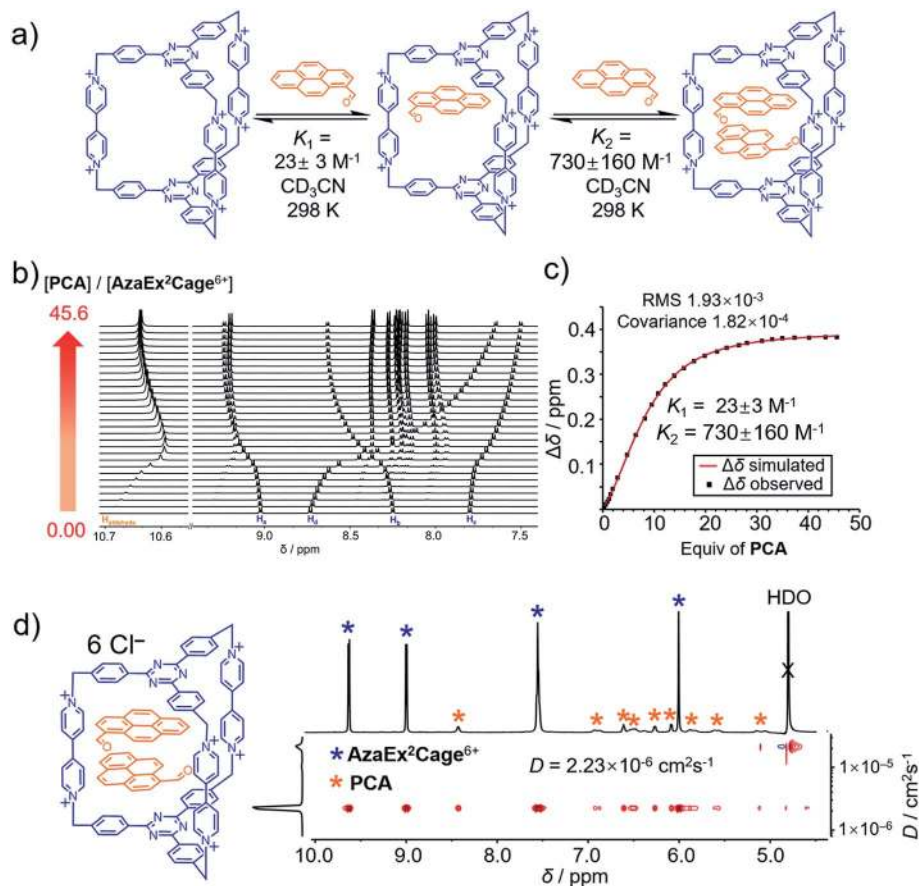 a)
K₁ =
23± 3 M⁻¹
CD₃CN
298 K
K₂ =
730±160 M⁻¹
CD₃CN
298 K
b)
[PCA] / [AzaEx²Cage⁶⁺]
45.6
0.00
Haldehyde
Ha
Hd
Hb
Hc
10.7 10.6 9.0 8.5 8.0 7.5
δ / ppm
c)
RMS 1.93×10⁻³
Covariance 1.82×10⁻⁴
K₁ = 23±3 M⁻¹
K₂ = 730±160 M⁻¹
Δδ simulated
Δδ observed
0.4
0.3
0.2
0.1
Δδ / ppm
0 10 20 30 40 50
Equiv of PCA
d)
6 Cl⁻
HDO
* AzaEx²Cage⁶⁺
* PCA
D = 2.23×10⁻⁶ cm²s⁻¹
1×10⁻⁵
1×10⁻⁶
D / cm²s⁻¹
10.0 9.0 8.0 7.0 6.0 5.0
δ / ppm